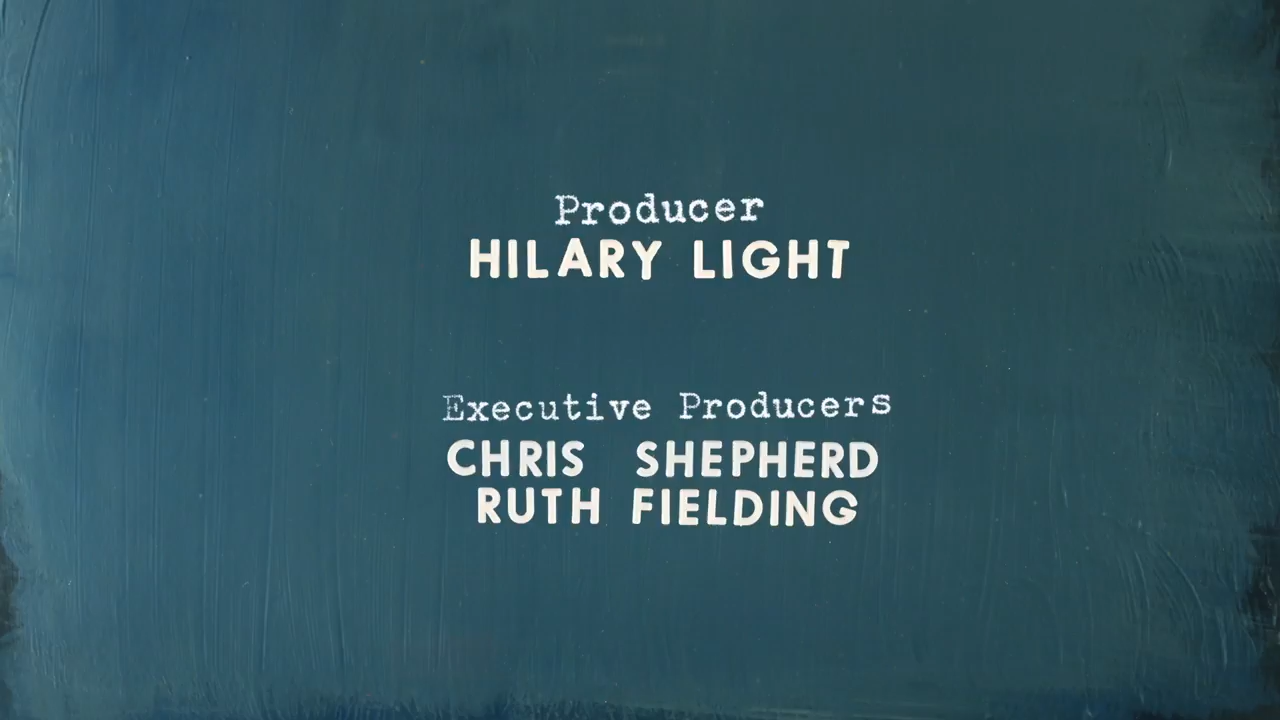 Producer
HILARY LIGHT
Executive Producers
CHRIS SHEPHERD
RUTH FIELDING